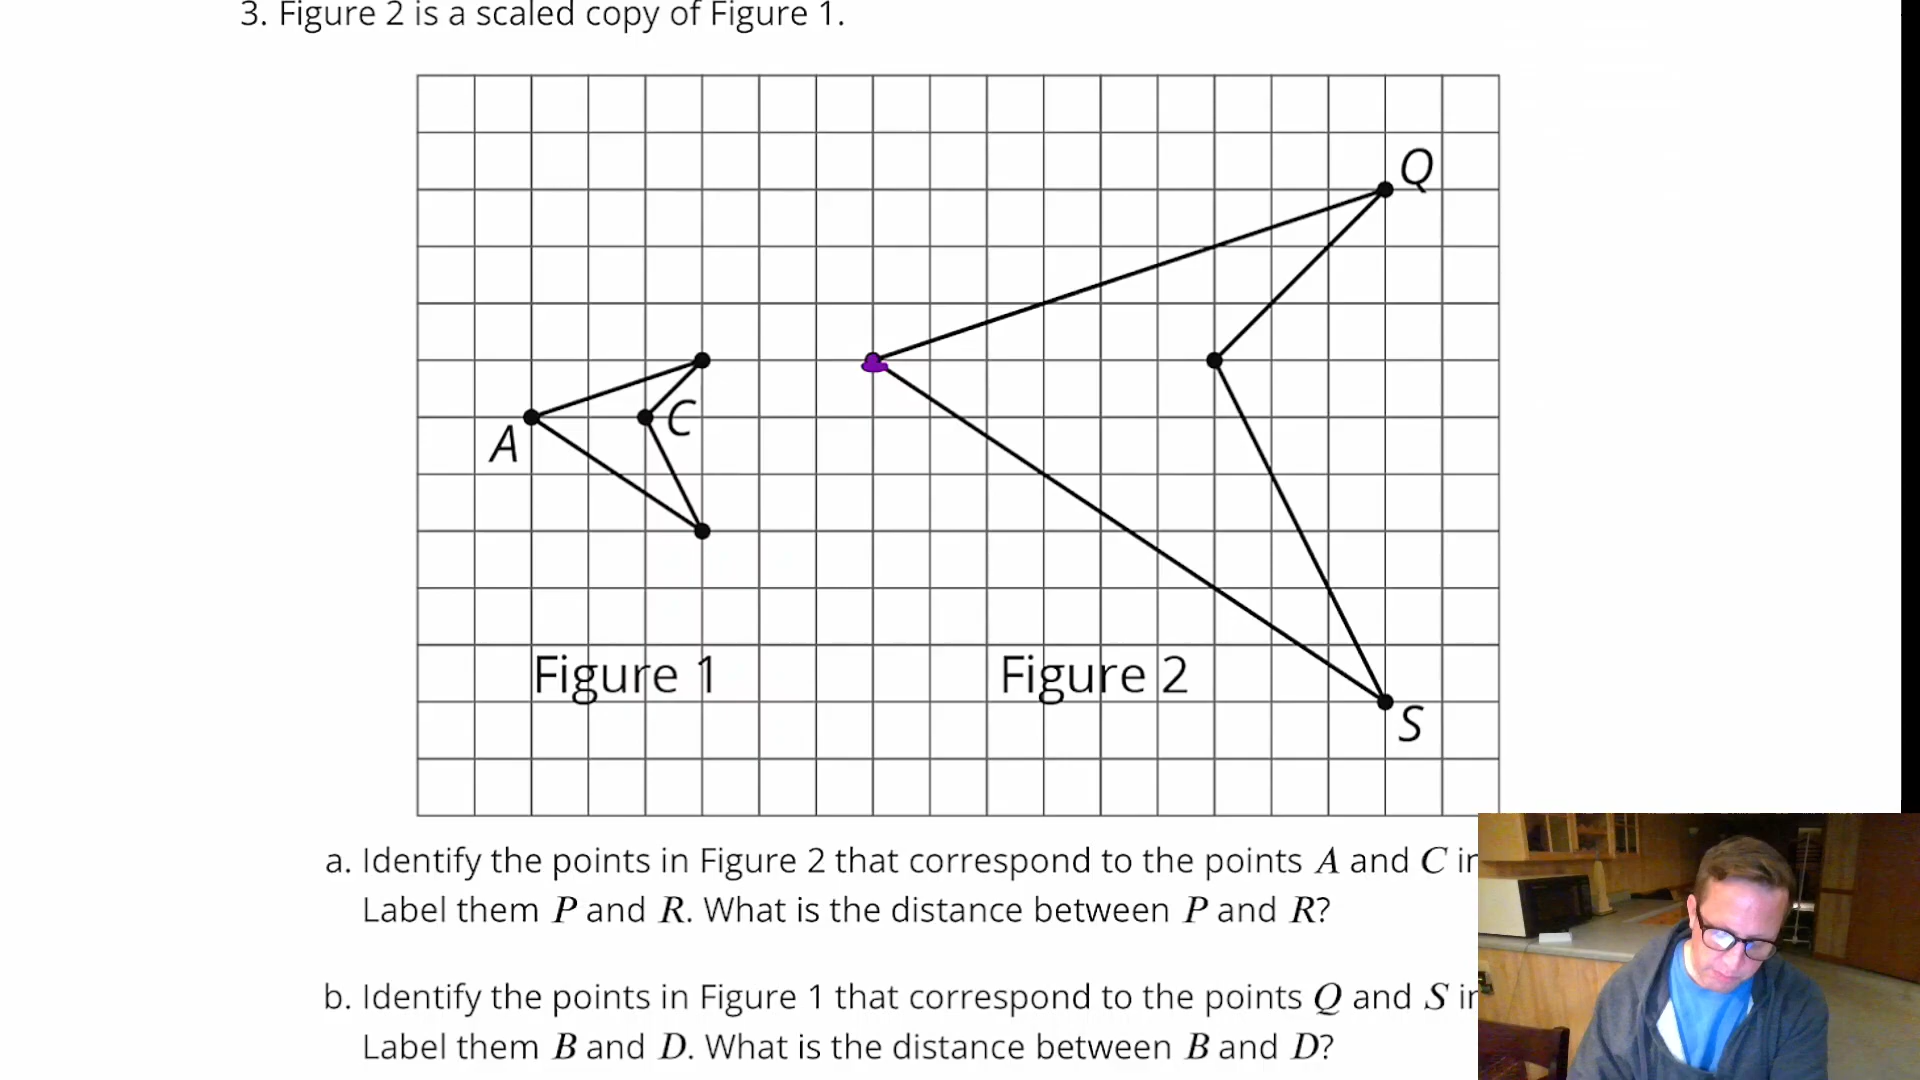 3. Figure 2 is a scaled copy of Figure 1.
Q
C
A
Figure 1
Figure 2
S
a. Identify the points in Figure 2 that correspond to the points A and C in
Label them P and R. What is the distance between P and R?
b. Identify the points in Figure 1 that correspond to the points Q and S in
Label them B and D. What is the distance between B and D?